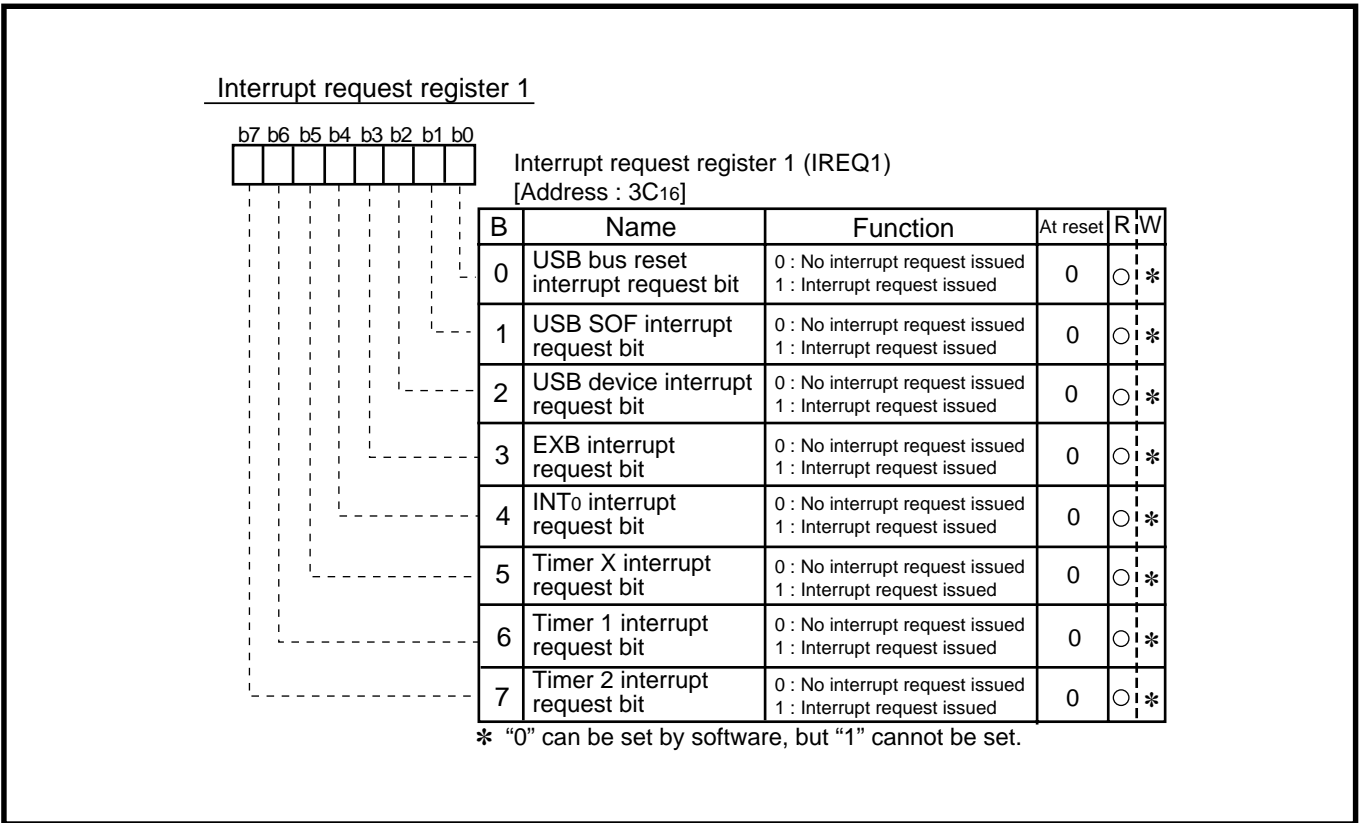 Interrupt request register 1
b7 b6 b5 b4 b3 b2 b1 b0
Interrupt request register 1 (IREQ1)
[Address : 3C16]
B Name Function At reset R W
0 USB bus reset interrupt request bit 0 : No interrupt request issued 1 : Interrupt request issued 0 ○ ✻
1 USB SOF interrupt request bit 0 : No interrupt request issued 1 : Interrupt request issued 0 ○ ✻
2 USB device interrupt request bit 0 : No interrupt request issued 1 : Interrupt request issued 0 ○ ✻
3 EXB interrupt request bit 0 : No interrupt request issued 1 : Interrupt request issued 0 ○ ✻
4 INT0 interrupt request bit 0 : No interrupt request issued 1 : Interrupt request issued 0 ○ ✻
5 Timer X interrupt request bit 0 : No interrupt request issued 1 : Interrupt request issued 0 ○ ✻
6 Timer 1 interrupt request bit 0 : No interrupt request issued 1 : Interrupt request issued 0 ○ ✻
7 Timer 2 interrupt request bit 0 : No interrupt request issued 1 : Interrupt request issued 0 ○ ✻
✻ “0” can be set by software, but “1” cannot be set.